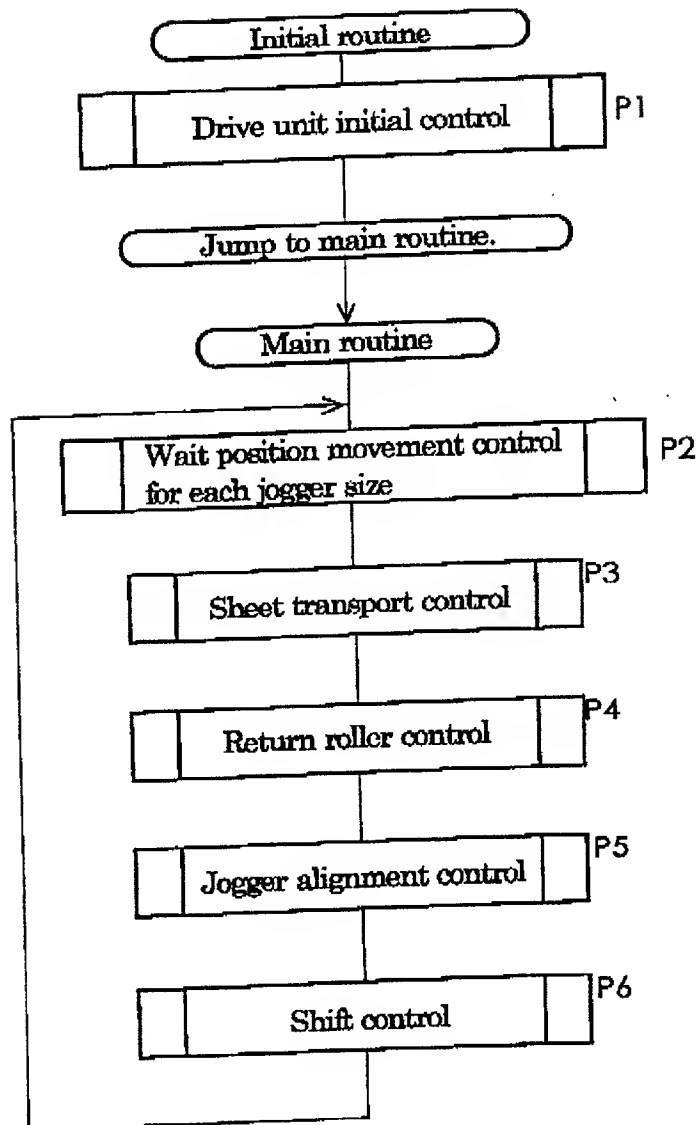 Initial routine
Drive unit initial control
P1
Jump to main routine.
Main routine
Wait position movement control
for each jogger size
P2
Sheet transport control
P3
Return roller control
P4
Jogger alignment control
P5
Shift control
P6